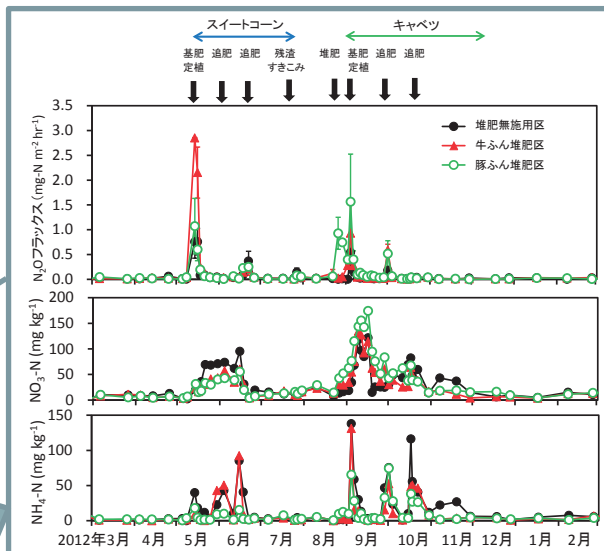 スイートコーン キャベツ
基肥 追肥 追肥 残渣 堆肥 基肥 追肥 追肥
定植 すきこみ 定植
N₂Oフラックス (mg-N m⁻² hr⁻¹)
3.5
3.0
2.5
2.0
1.5
1.0
0.5
0.0
堆肥無施用区
牛ふん堆肥区
豚ふん堆肥区
NO₃-N (mg kg⁻¹)
200
150
100
50
0
NH₄-N (mg kg⁻¹)
150
100
50
0
2012年3月 4月 5月 6月 7月 8月 9月 10月 11月 12月 1月 2月